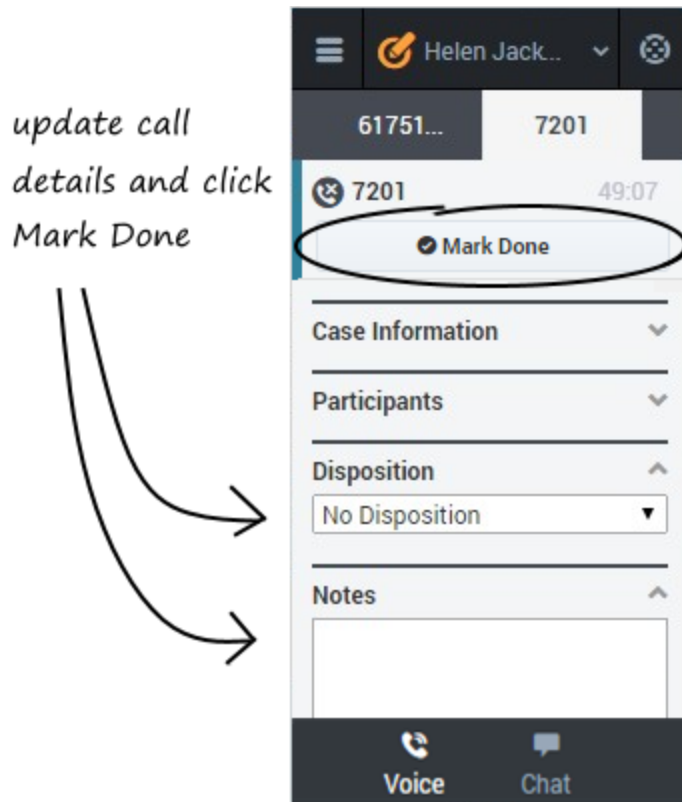 Helen Jack...
update call
details and click
Mark Done
61751... 7201
7201 49:07
Mark Done
Case Information
Participants
Disposition
No Disposition
Notes
Voice Chat